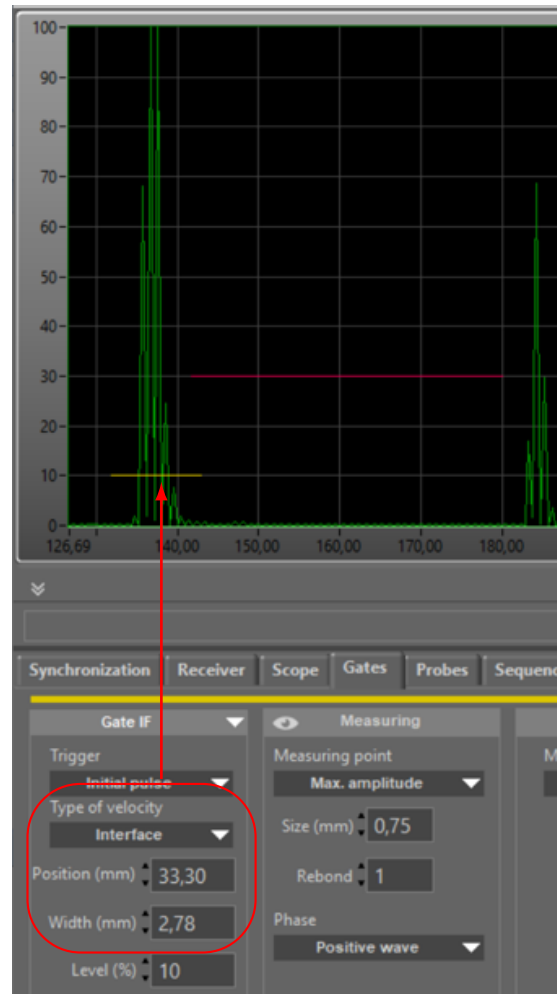 100
90
80
70
60
50
40
30
20
10
0
126,69 140,00 150,00 160,00 170,00 180,00
Synchronization Receiver Scope Gates Probes Sequenc
Gate IF Measuring
Trigger Measuring point M
Initial pulse Max. amplitude
Type of velocity
Interface Size (mm) 0,75
Position (mm) 33,30 Rebond 1
Width (mm) 2,78 Phase
Positive wave
Level (%) 10